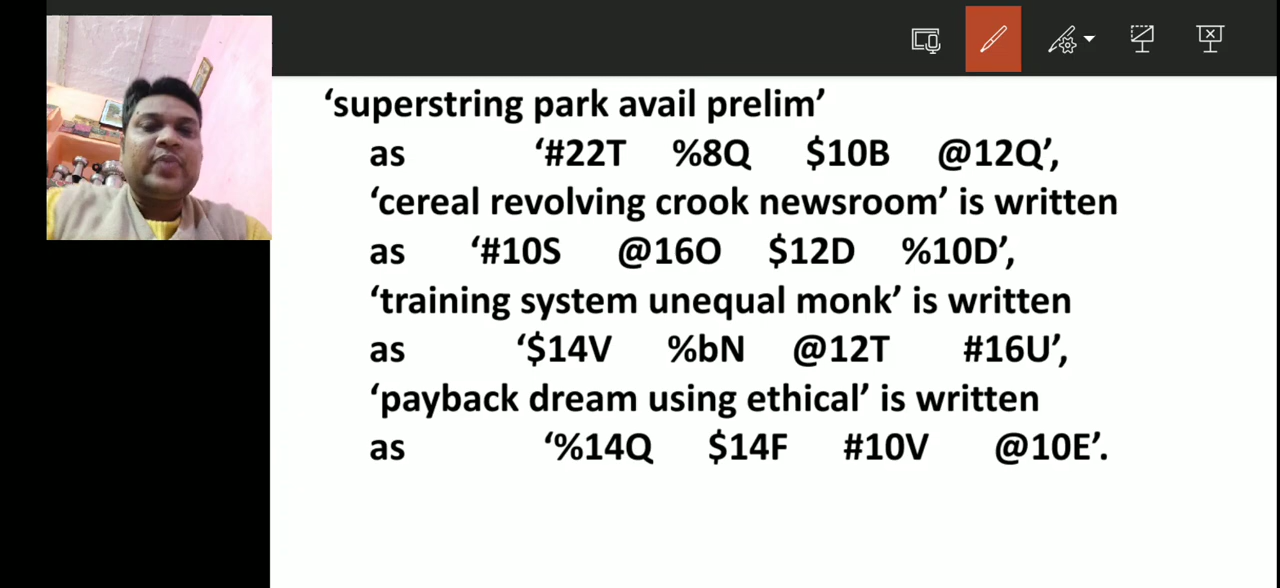 ‘superstring park avail prelim’
as ‘#22T %8Q $10B @12Q’,
‘cereal revolving crook newsroom’ is written
as ‘#10S @16O $12D %10D’,
‘training system unequal monk’ is written
as ‘$14V %bN @12T #16U’,
‘payback dream using ethical’ is written
as ‘%14Q $14F #10V @10E’.